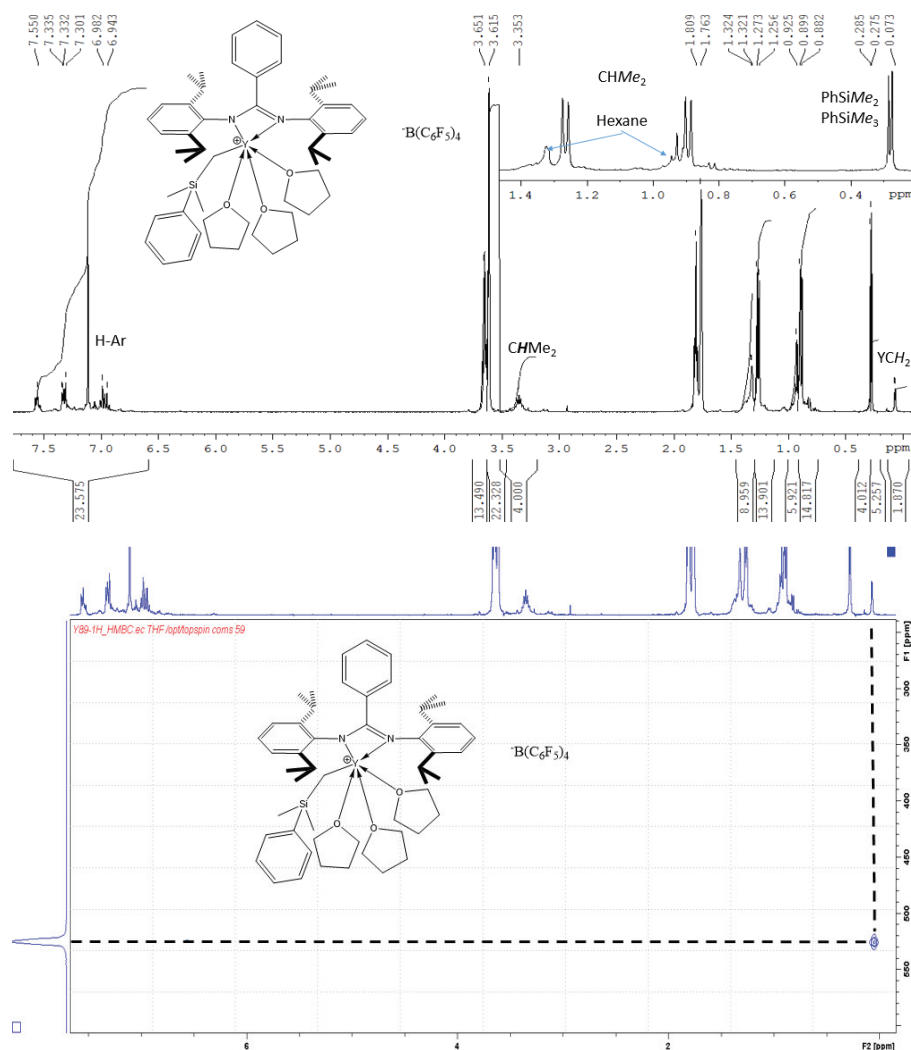 7.550
7.335
7.332
7.301
6.982
6.943
3.651
3.615
3.353
1.809
1.763
1.324
1.321
1.273
1.256
0.925
0.899
0.882
0.285
0.275
0.073
CHMe2
Hexane
PhSiMe2
PhSiMe3
1.4 1.2 1.0 0.8 0.6 0.4 ppm
N N
⊕Y
Si
O O O
-B(C6F5)4
H-Ar
CHMe2
YCH2
7.5 7.0 6.5 6.0 5.5 5.0 4.5 4.0 3.5 3.0 2.5 2.0 1.5 1.0 0.5 ppm
23.575
13.490
22.328
4.000
8.959
13.901
5.921
14.817
4.012
5.257
1.870
Y89-1H_HMBC.ec THF /opt/topspin coms 59
N N
⊕Y
Si
O O O
-B(C6F5)4
F1 [ppm]
300
350
400
450
500
550
6 4 2 F2 [ppm]